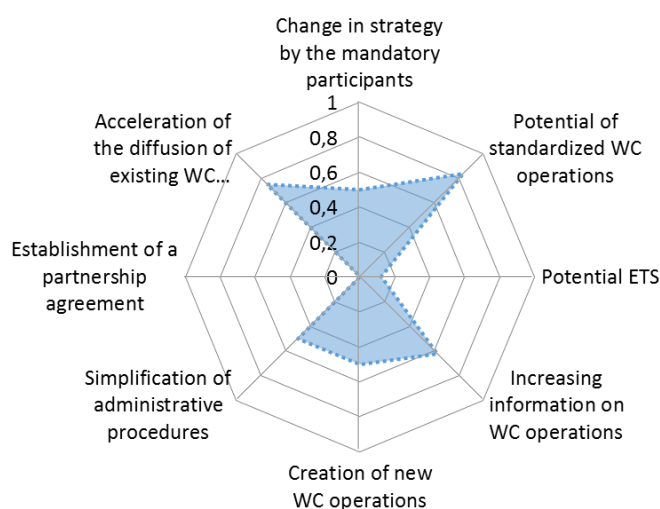 Change in strategy
by the mandatory
participants
1
0,8
0,6
0,4
0,2
0
Potential of
standardized WC
operations
Potential ETS
Increasing
information on
WC operations
Creation of new
WC operations
Simplification of
administrative
procedures
Establishment of a
partnership
agreement
Acceleration of
the diffusion of
existing WC...